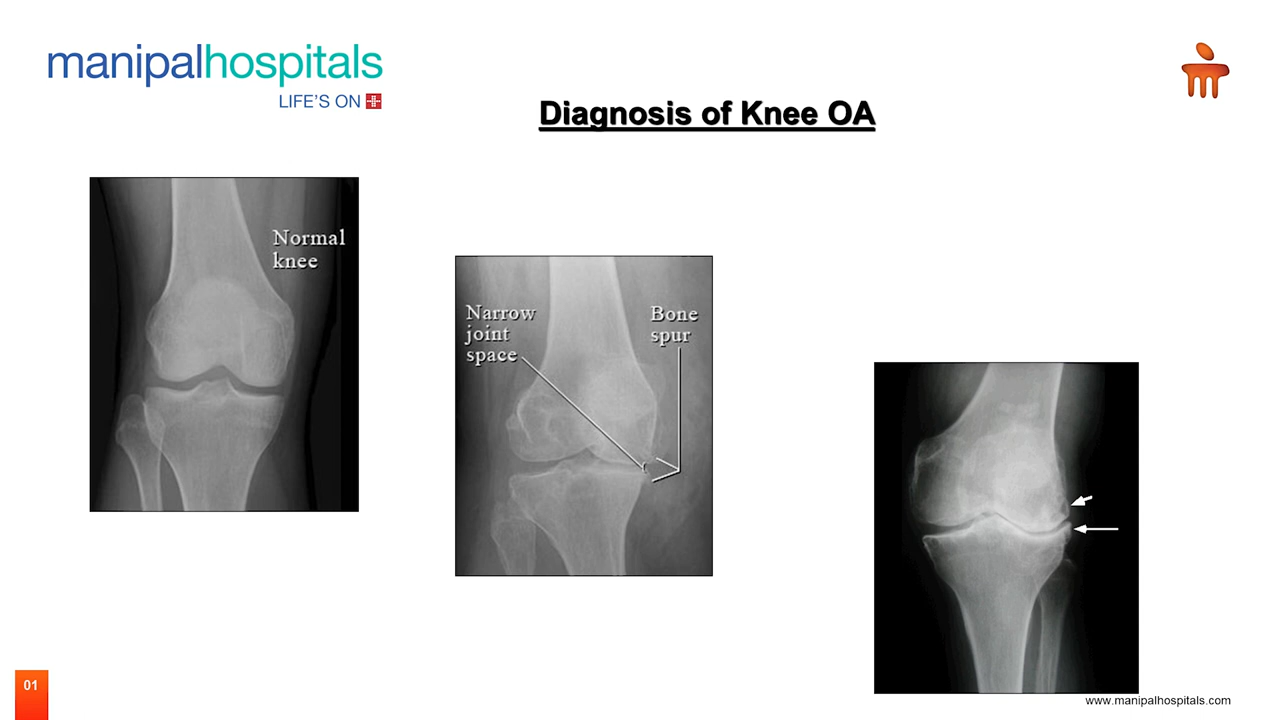 manipalhospitals
LIFE'S ON
Diagnosis of Knee OA
Normal
knee
Narrow
joint
space
Bone
spur
01
www.manipalhospitals.com